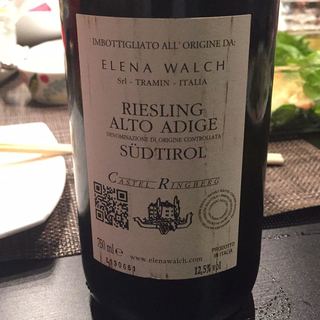 IMBOTTIGLIATO ALL' ORIGINE DA:
ELENA WALCH
Srl - TRAMIN - ITALIA
RIESLING
ALTO ADIGE
DENOMINAZIONE DI ORIGINE CONTROLLATA
SÜDTIROL
CASTEL RINGBERG
750 ml e
L130661
www.elenawalch.com
12,5% vol
PRODOTTO
IN ITALIA